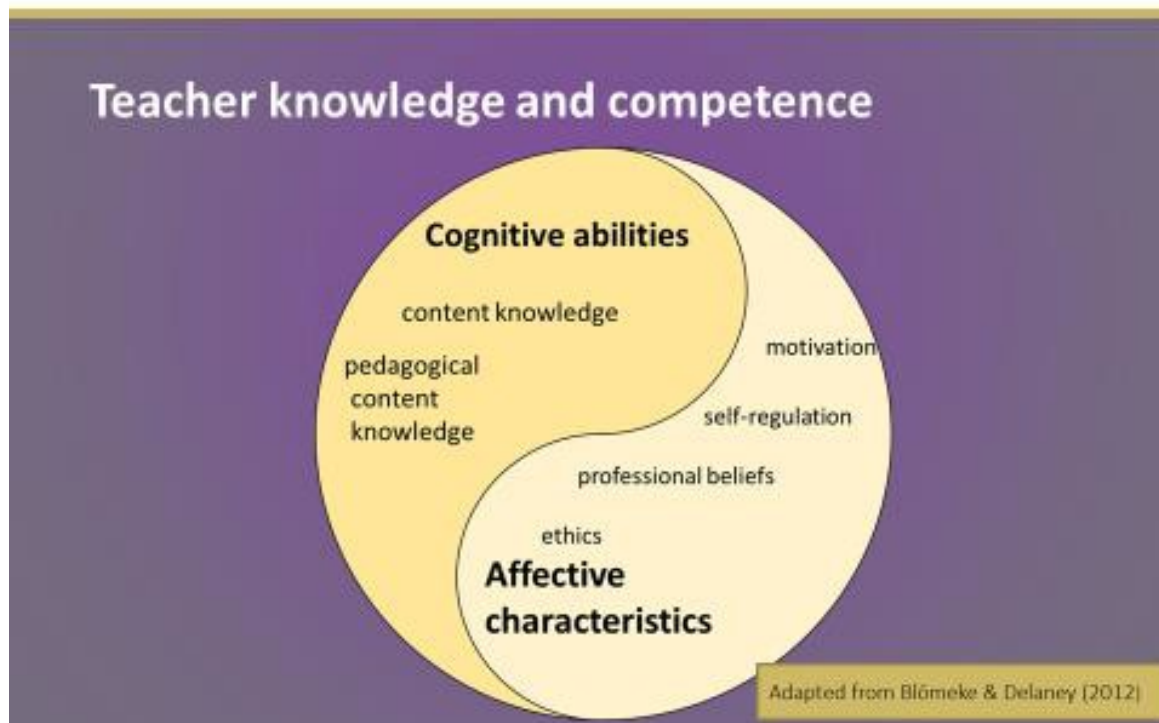 Teacher knowledge and competence
Cognitive abilities
content knowledge
pedagogical
content
knowledge
motivation
self-regulation
professional beliefs
ethics
Affective
characteristics
Adapted from Blömeke & Delaney (2012)